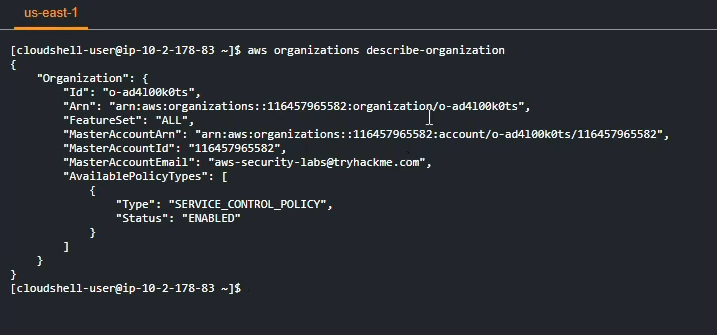 us-east-1
[cloudshell-user@ip-10-2-178-83 ~]$ aws organizations describe-organization
{
    "Organization": {
        "Id": "o-ad4l00k0ts",
        "Arn": "arn:aws:organizations::116457965582:organization/o-ad4l00k0ts",
        "FeatureSet": "ALL",
        "MasterAccountArn": "arn:aws:organizations::116457965582:account/o-ad4l00k0ts/116457965582",
        "MasterAccountId": "116457965582",
        "MasterAccountEmail": "aws-security-labs@tryhackme.com",
        "AvailablePolicyTypes": [
            {
                "Type": "SERVICE_CONTROL_POLICY",
                "Status": "ENABLED"
            }
        ]
    }
}
[cloudshell-user@ip-10-2-178-83 ~]$